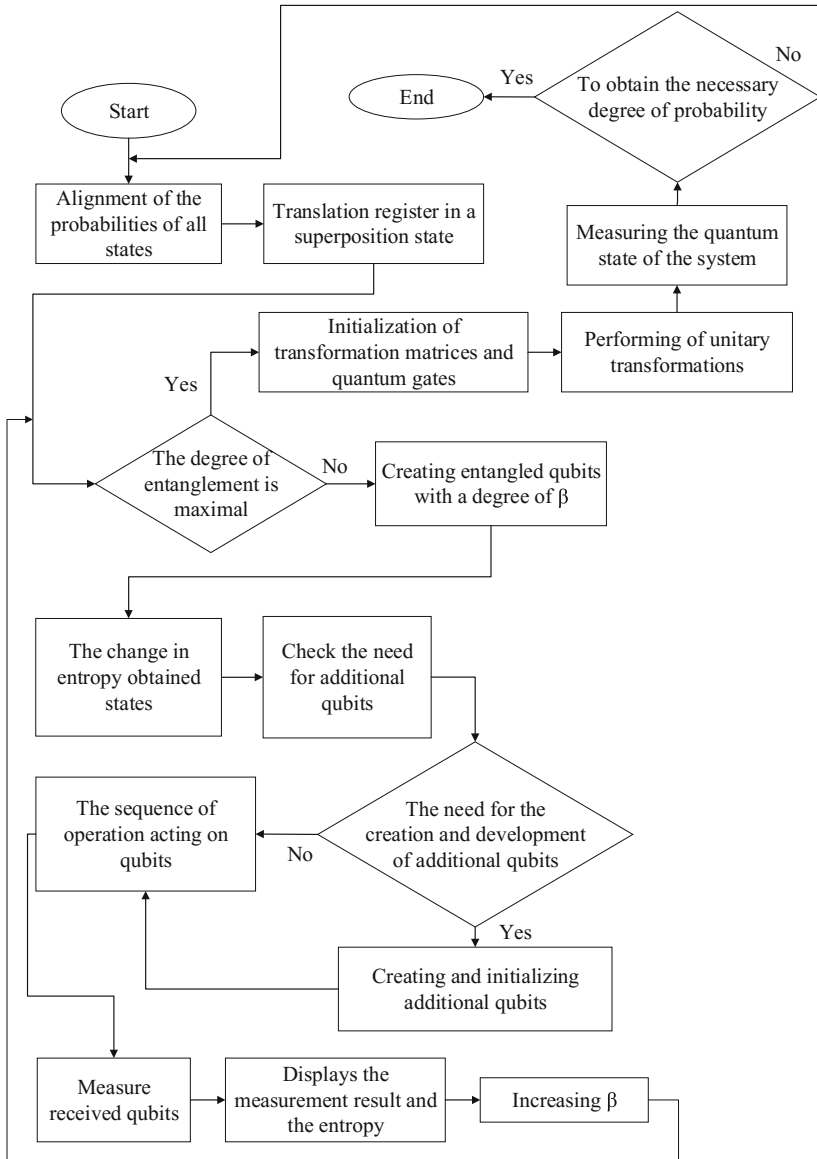 Start
End
Yes
To obtain the necessary
degree of probability
No
Alignment of the
probabilities of all
states
Translation register in a
superposition state
Measuring the quantum
state of the system
Initialization of
transformation matrices and
quantum gates
Performing of unitary
transformations
Yes
The degree of
entanglement is
maximal
No
Creating entangled qubits
with a degree of β
The change in
entropy obtained
states
Check the need
for additional
qubits
The need for the
creation and development
of additional qubits
No
The sequence of
operation acting on
qubits
Yes
Creating and initializing
additional qubits
Measure
received qubits
Displays the
measurement result and
the entropy
Increasing β